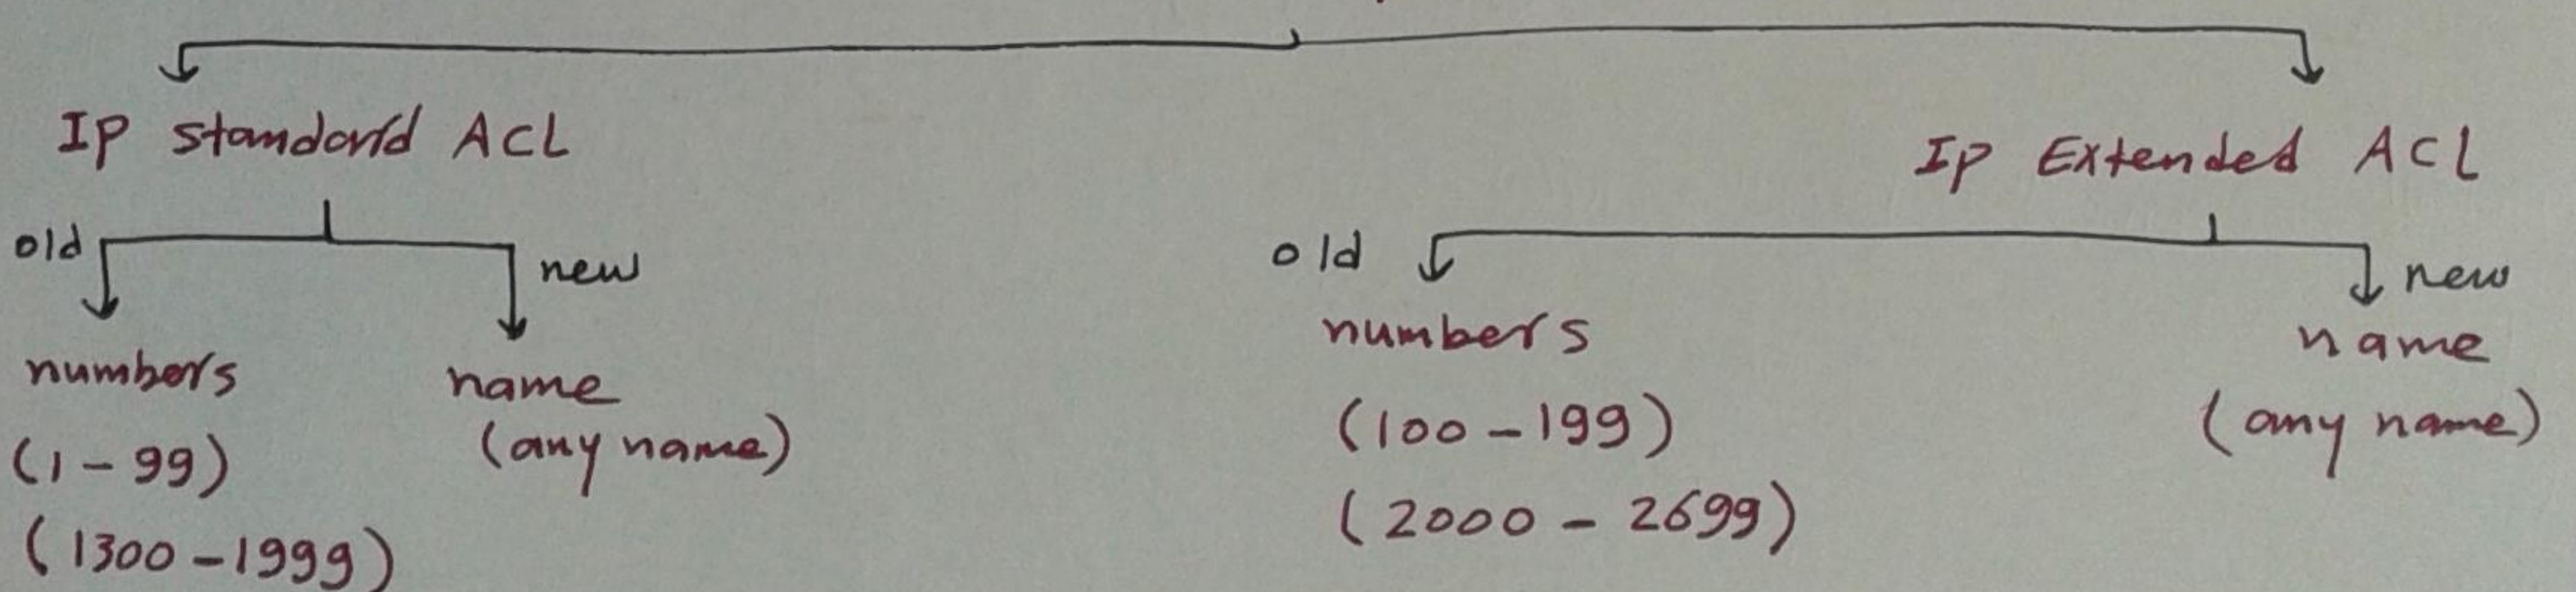 Ip standard ACL
Ip Extended ACL
old
new
numbers
(1-99)
(1300-1999)
name
(any name)
old
new
numbers
(100-199)
(2000-2699)
name
(any name)